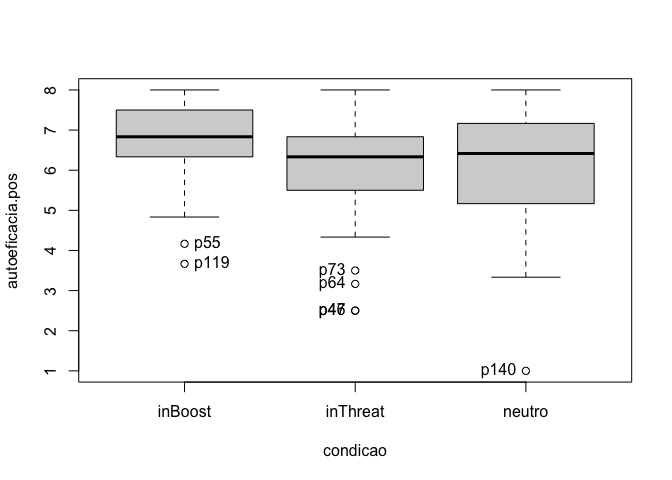 autoeficacia.pos
8
7
6
5
4
3
2
1
p55
p119
p73
p64
p140
inBoost inThreat neutro
condicao